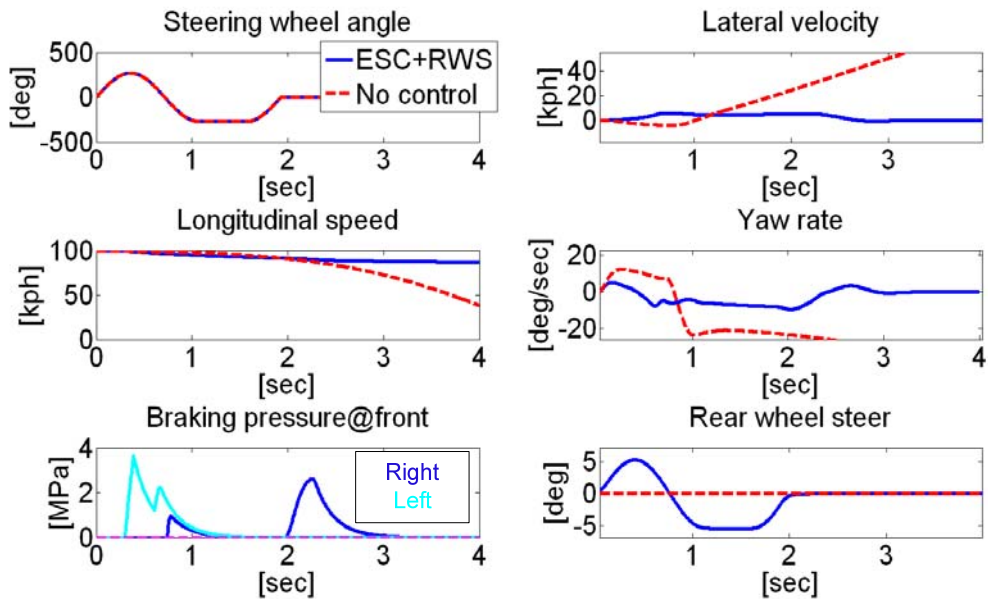 Steering wheel angle
500
0
-500
[deg]
ESC+RWS
No control
0
1
2
3
4
[sec]
Lateral velocity
40
20
0
[kph]
1
2
3
[sec]
Longitudinal speed
100
50
0
[kph]
0
1
2
3
4
[sec]
Yaw rate
20
0
-20
[deg/sec]
1
2
3
4
[sec]
Braking pressure@front
4
2
0
[MPa]
Right
Left
0
1
2
3
4
[sec]
Rear wheel steer
5
0
-5
[deg]
1
2
3
[sec]